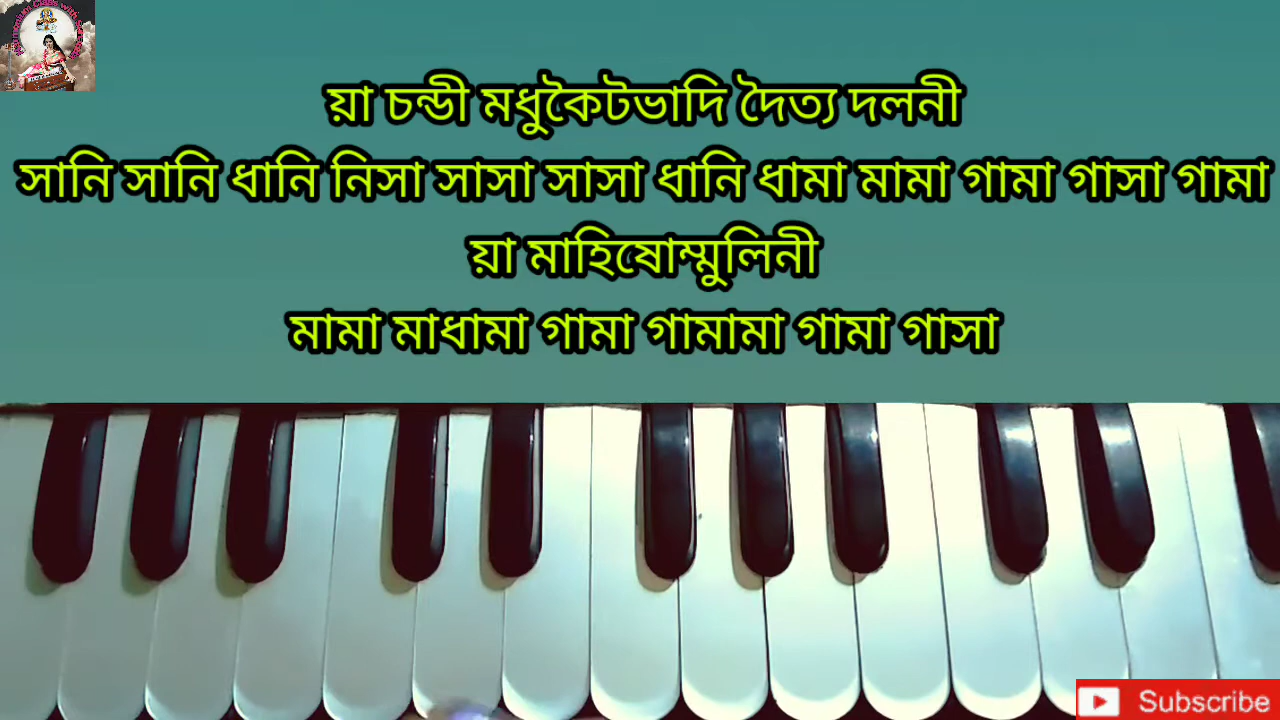 য়া চন্ডী মধুকৈটভাদি দৈত্য দলনী
সানি সানি ধানি নিসা সাসা সাসা ধানি ধামা মামা গামা গাসা গামা
য়া মাহিষোম্মুলিনী
মামা মাধামা গামা গামামা গামা গাসা
Subscribe